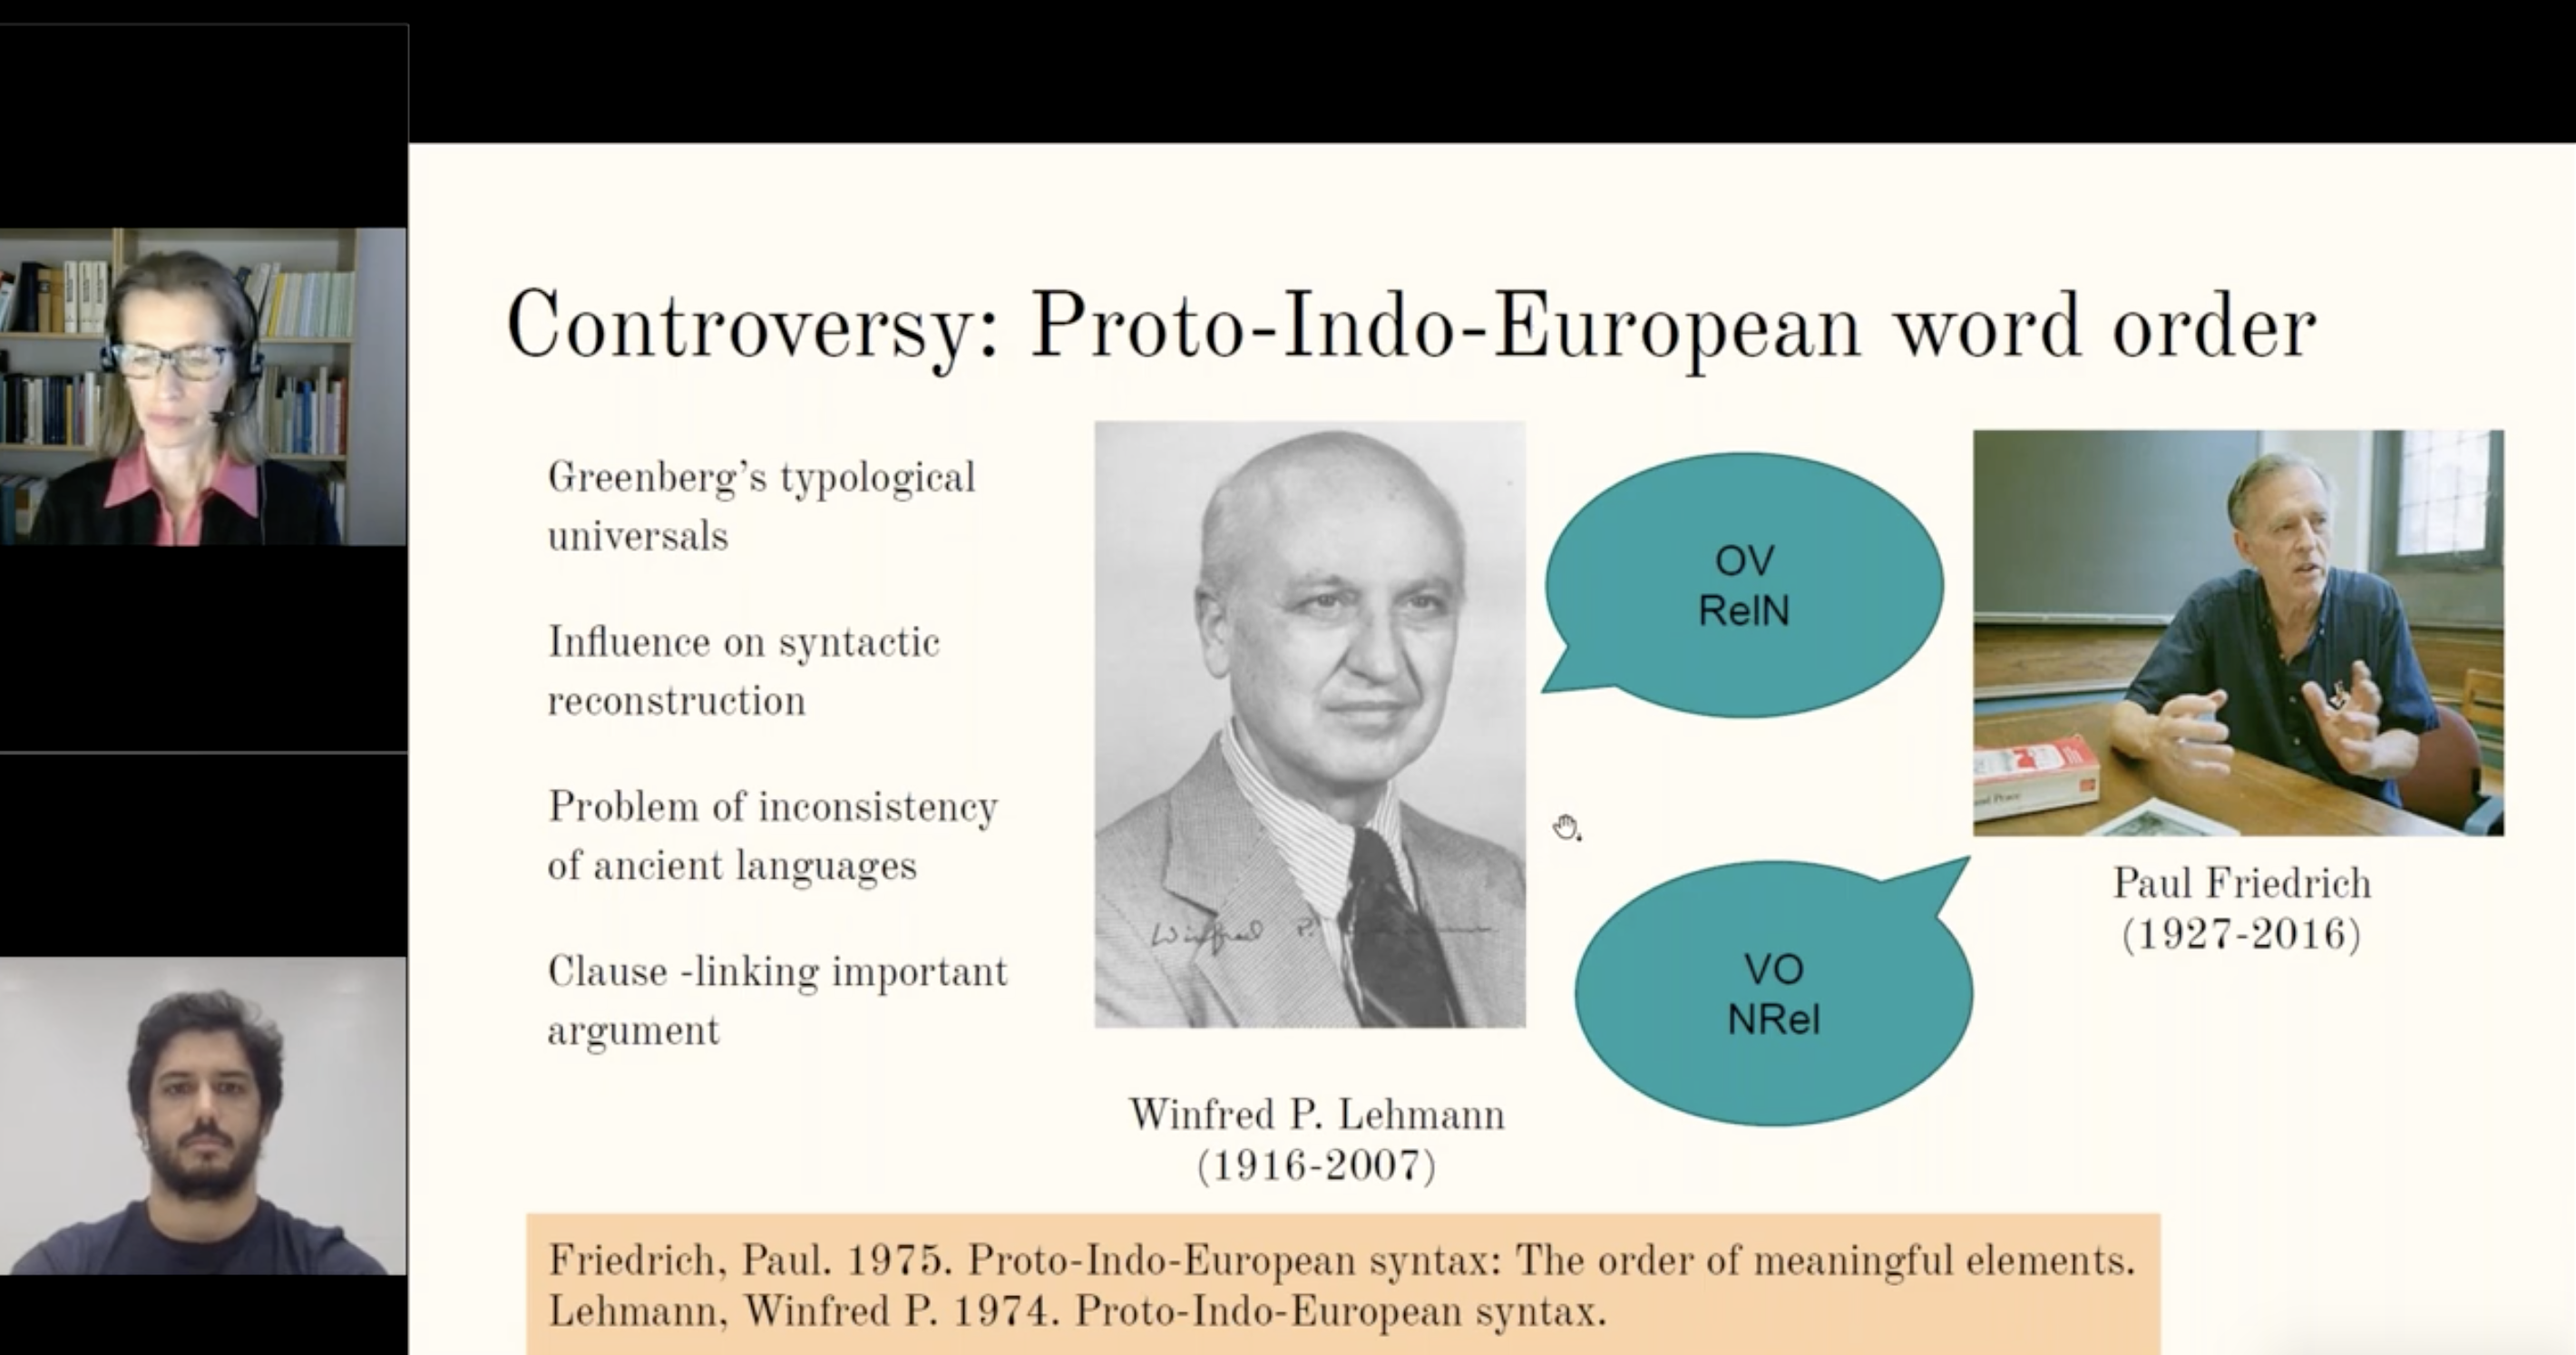 Controversy: Proto-Indo-European word order
Greenberg's typological
universals
Influence on syntactic
reconstruction
Problem of inconsistency
of ancient languages
Clause -linking important
argument
Winfred P.
Winfred P. Lehmann
(1916-2007)
OV
RelN
VO
NRel
Paul Friedrich
(1927-2016)
Friedrich, Paul. 1975. Proto-Indo-European syntax: The order of meaningful elements.
Lehmann, Winfred P. 1974. Proto-Indo-European syntax.